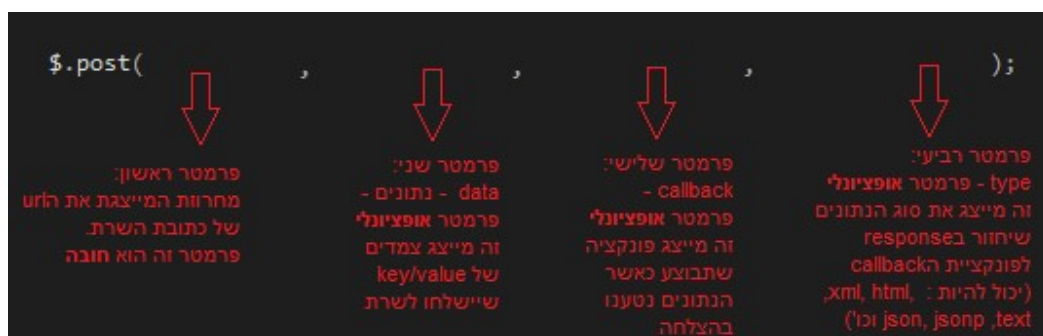 $.post( , , , );
פרמטר ראשון:
מחרוזת המייצגת את הurl
של כתובת השרת.
פרמטר זה הוא חובה
פרמטר שני:
data - נתונים -
פרמטר אופציונלי
זה מייצג צמדים
של key/value
שיישלחו לשרת
פרמטר שלישי:
callback -
פרמטר אופציונלי
זה מייצג פונקציה
שתבוצע כאשר
הנתונים נטענו
בהצלחה
פרמטר רביעי:
type - פרמטר אופציונלי
זה מייצג את סוג הנתונים
שיחזור בresponse
לפונקציית הcallback
(יכול להיות : xml, html,
text, json, jsonp וכו')